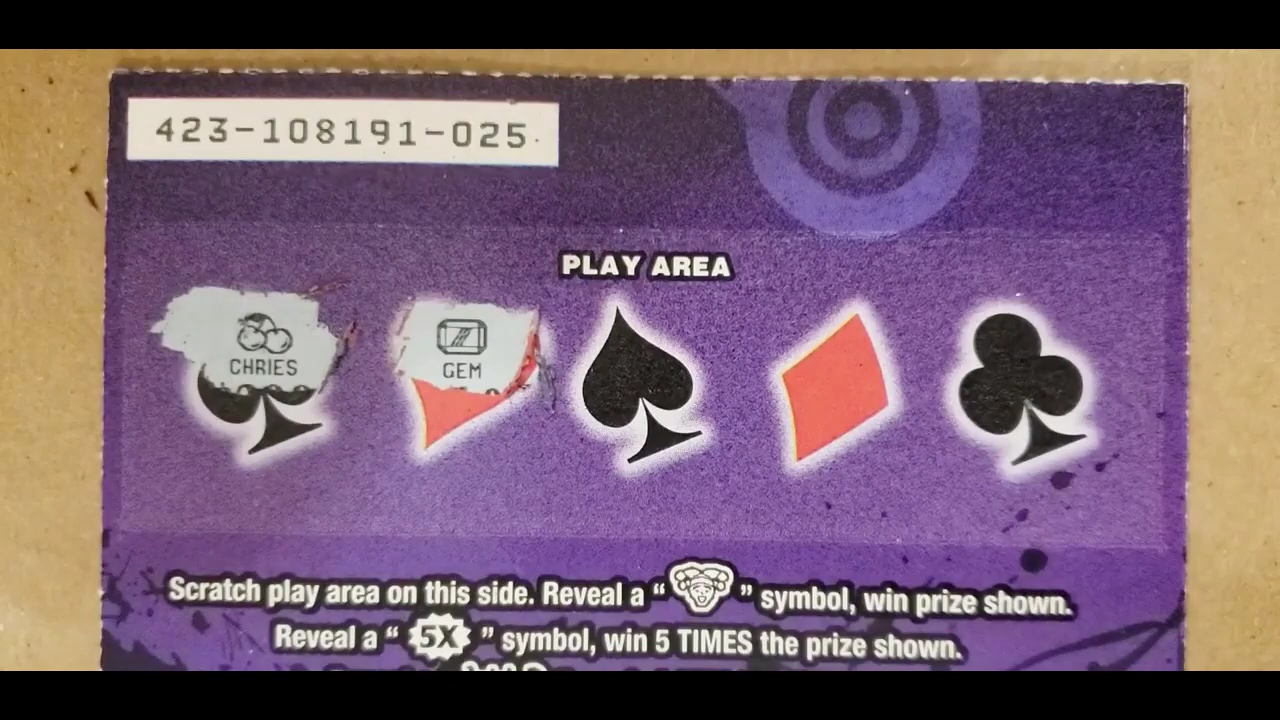 423-108191-025
PLAY AREA
CHRIES
GEM
Scratch play area on this side. Reveal a " " symbol, win prize shown.
Reveal a " 5X " symbol, win 5 TIMES the prize shown.